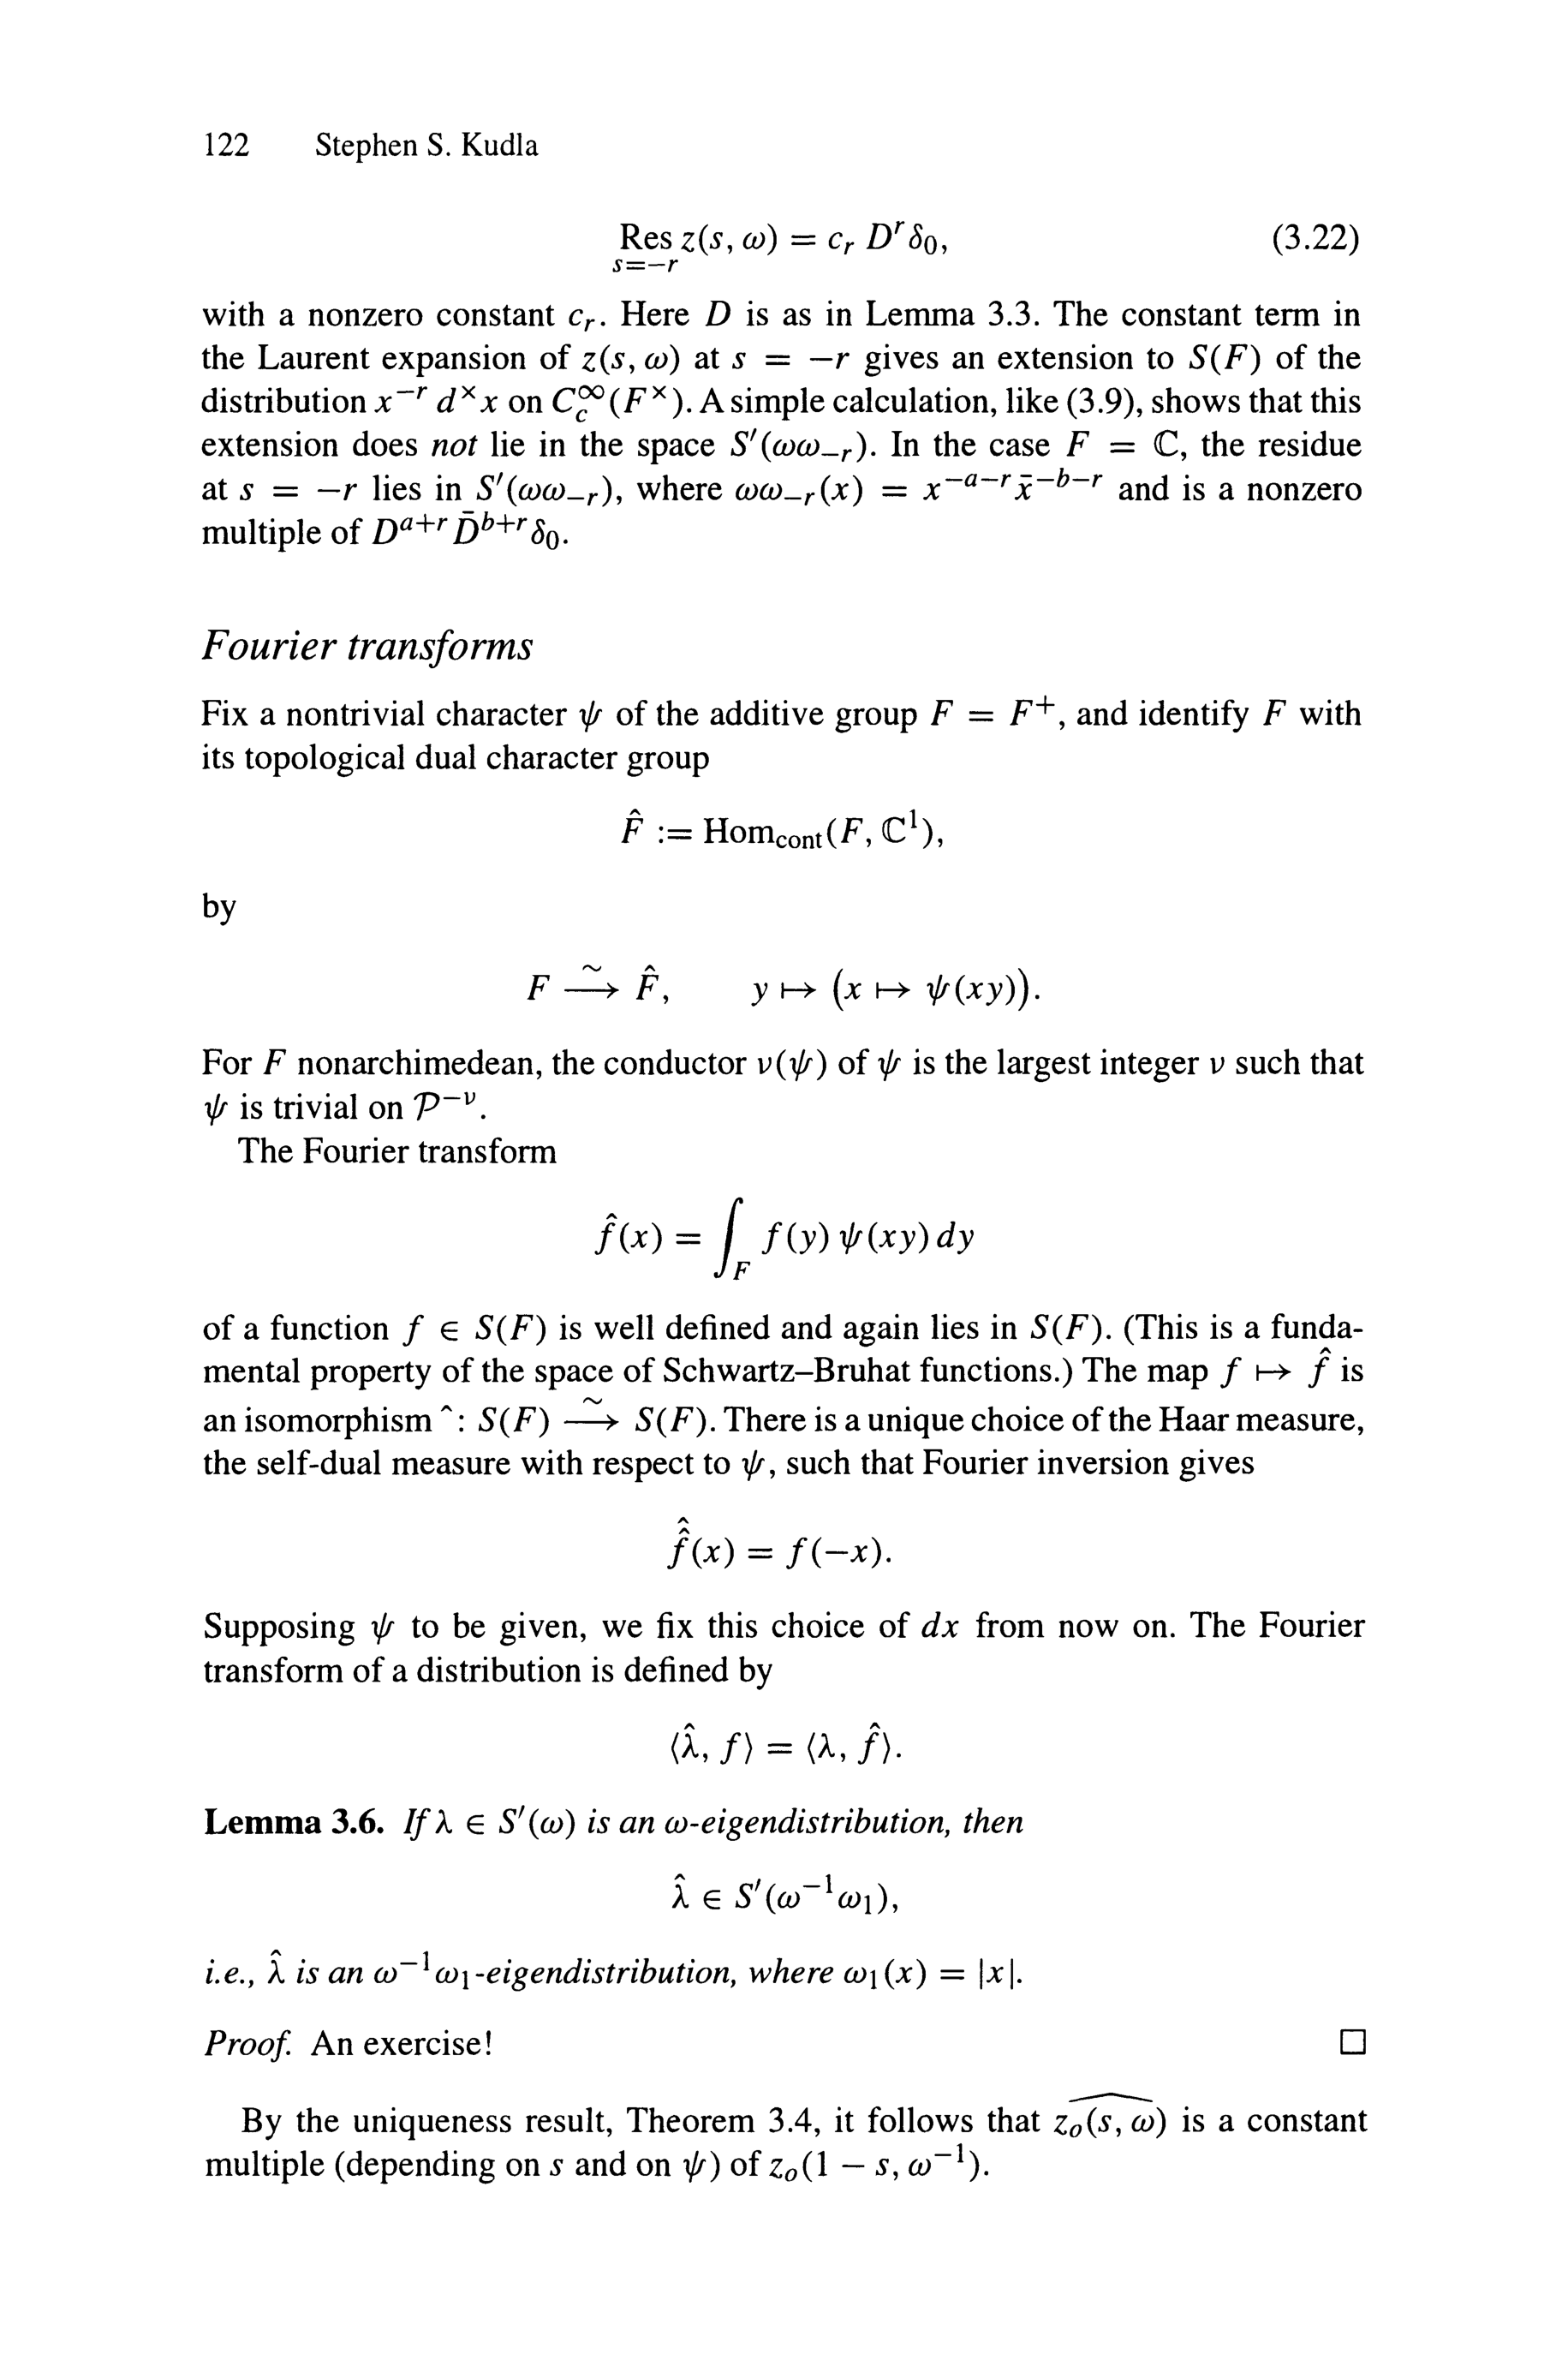 122 Stephen S. Kudla
Res_{s=−r} z(s, ω) = c_r D^r δ_0, (3.22)
with a nonzero constant c_r. Here D is as in Lemma 3.3. The constant term in
the Laurent expansion of z(s, ω) at s = −r gives an extension to S(F) of the
distribution x^{−r} d^×x on C_c^∞(F^×). A simple calculation, like (3.9), shows that this
extension does not lie in the space S′(ωω_{−r}). In the case F = ℂ, the residue
at s = −r lies in S′(ωω_{−r}), where ωω_{−r}(x) = x^{−a−r} x̄^{−b−r} and is a nonzero
multiple of D^{a+r} D̄^{b+r} δ_0.
Fourier transforms
Fix a nontrivial character ψ of the additive group F = F^+, and identify F with
its topological dual character group
F̂ := Hom_cont(F, ℂ^1),
by
F ⥲ F̂, y ↦ (x ↦ ψ(xy)).
For F nonarchimedean, the conductor ν(ψ) of ψ is the largest integer ν such that
ψ is trivial on 𝒫^{−ν}.
The Fourier transform
f̂(x) = ∫_F f(y) ψ(xy) dy
of a function f ∈ S(F) is well defined and again lies in S(F). (This is a funda-
mental property of the space of Schwartz–Bruhat functions.) The map f ↦ f̂ is
an isomorphism ^: S(F) ⥲ S(F). There is a unique choice of the Haar measure,
the self-dual measure with respect to ψ, such that Fourier inversion gives
f̂̂(x) = f(−x).
Supposing ψ to be given, we fix this choice of dx from now on. The Fourier
transform of a distribution is defined by
⟨λ̂, f⟩ = ⟨λ, f̂⟩.
Lemma 3.6. If λ ∈ S′(ω) is an ω-eigendistribution, then
λ̂ ∈ S′(ω^{−1}ω_1),
i.e., λ̂ is an ω^{−1}ω_1-eigendistribution, where ω_1(x) = |x|.
Proof. An exercise! □
By the uniqueness result, Theorem 3.4, it follows that \widehat{z_o(s, ω)} is a constant
multiple (depending on s and on ψ) of z_o(1 − s, ω^{−1}).